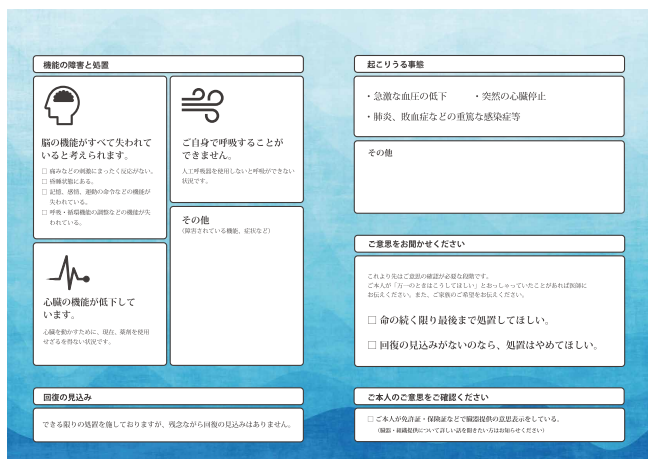 機能の障害と処置
脳の機能がすべて失われて
いると考えられます。
□ 痛みなどの刺激にまったく反応がない。
□ 昏睡状態にある。
□ 記憶、感情、運動の命令などの機能が
失われている。
□ 呼吸・循環機能の調整などの機能が失
われている。
ご自身で呼吸することが
できません。
人工呼吸器を使用しないと呼吸ができない
状況です。
心臓の機能が低下して
います。
心臓を動かすために、現在、薬剤を使用
せざるを得ない状況です。
その他
(障害されている機能、症状など)
回復の見込み
できる限りの処置を施しておりますが、残念ながら回復の見込みはありません。
起こりうる事態
・急激な血圧の低下 ・突然の心臓停止
・肺炎、敗血症などの重篤な感染症等
その他
ご意思をお聞かせください
これより先はご意思の確認が必要な段階です。
ご本人が「万一のときはこうしてほしい」とおっしゃっていたことがあれば医師に
お伝えください。また、ご家族のご希望をお伝えください。
□ 命の続く限り最後まで処置してほしい。
□ 回復の見込みがないのなら、処置はやめてほしい。
ご本人のご意思をご確認ください
□ ご本人が免許証・保険証などで臓器提供の意思表示をしている。
(臓器・組織提供について詳しい話を聞きたい方はお知らせください)